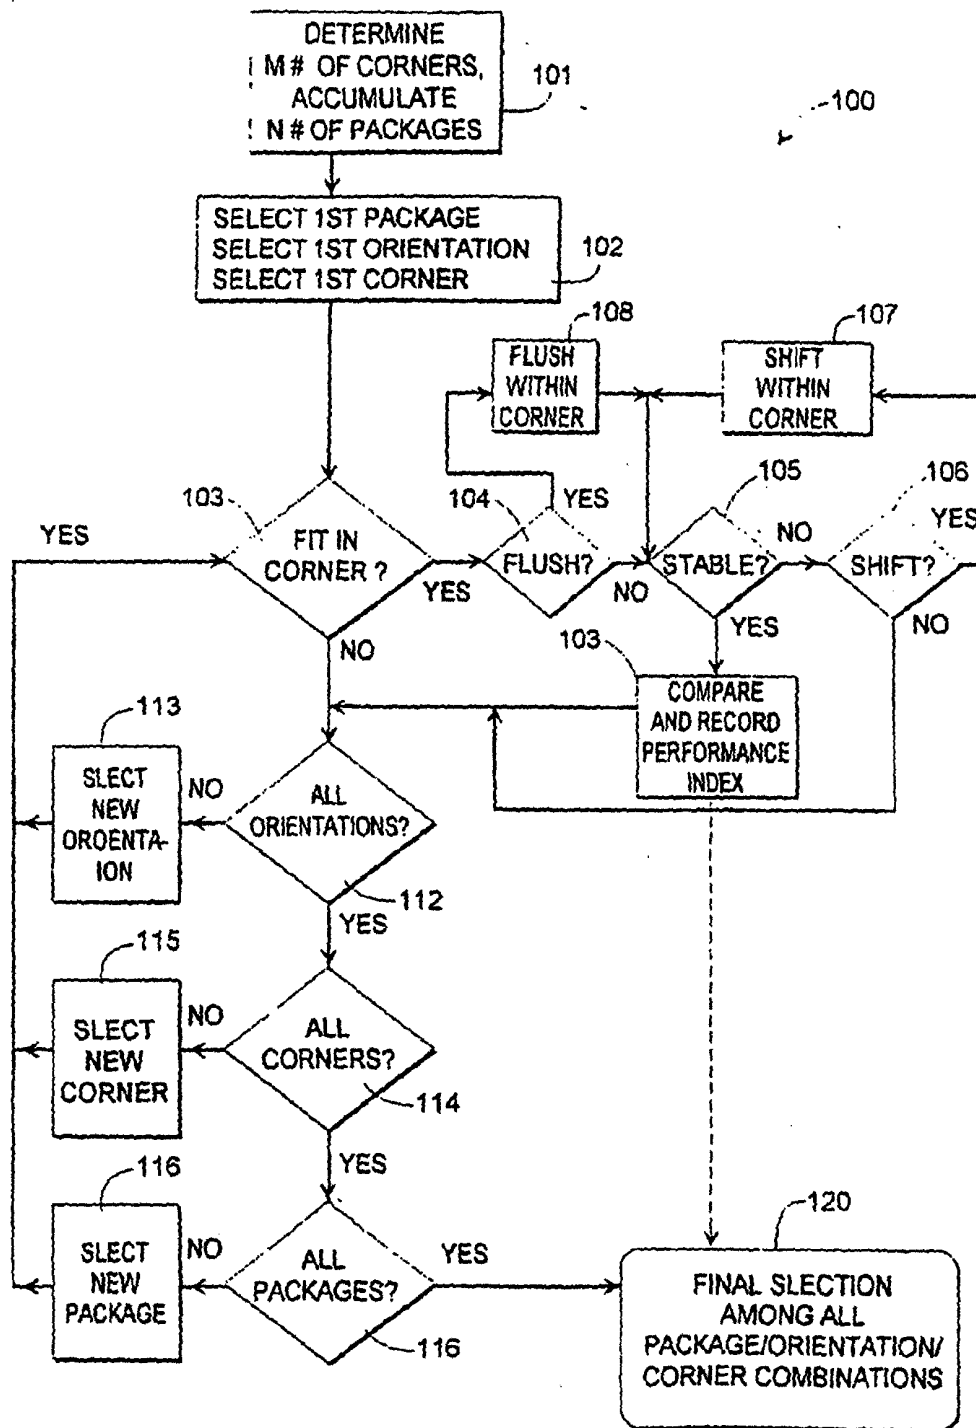 DETERMINE
M # OF CORNERS,
ACCUMULATE
N # OF PACKAGES
101
100
SELECT 1ST PACKAGE
SELECT 1ST ORIENTATION
SELECT 1ST CORNER
102
108
FLUSH
WITHIN
CORNER
107
SHIFT
WITHIN
CORNER
103
YES
FIT IN
CORNER ?
YES
NO
104
YES
FLUSH?
NO
105
STABLE?
NO
YES
106
SHIFT?
YES
NO
103
COMPARE
AND RECORD
PERFORMANCE
INDEX
113
SLECT
NEW
OROENTA-
ION
NO
ALL
ORIENTATIONS?
112
YES
115
SLECT
NEW
CORNER
NO
ALL
CORNERS?
114
YES
116
SLECT
NEW
PACKAGE
NO
ALL
PACKAGES?
116
YES
120
FINAL SLECTION
AMONG ALL
PACKAGE/ORIENTATION/
CORNER COMBINATIONS